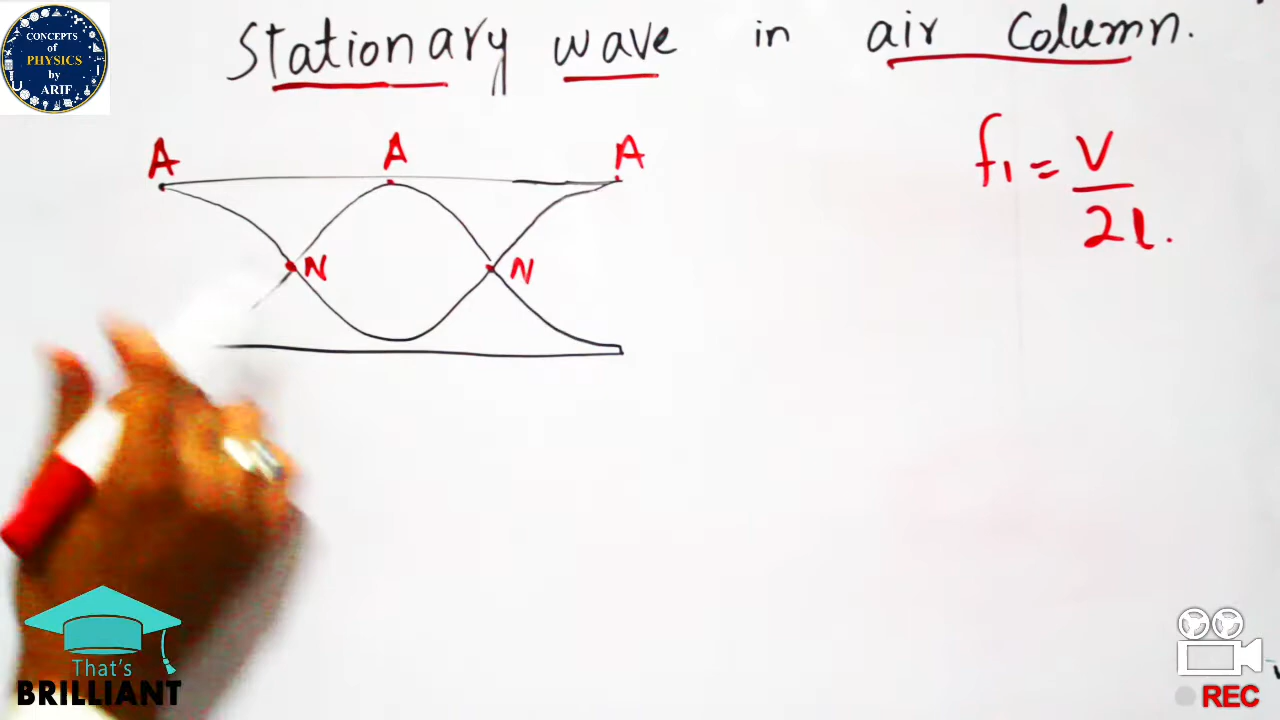 CONCEPTS
of
PHYSICS
by
ARIF
Stationary wave in air Column.
A A A
f1 = V
2l.
N N
That's
BRILLIANT
REC